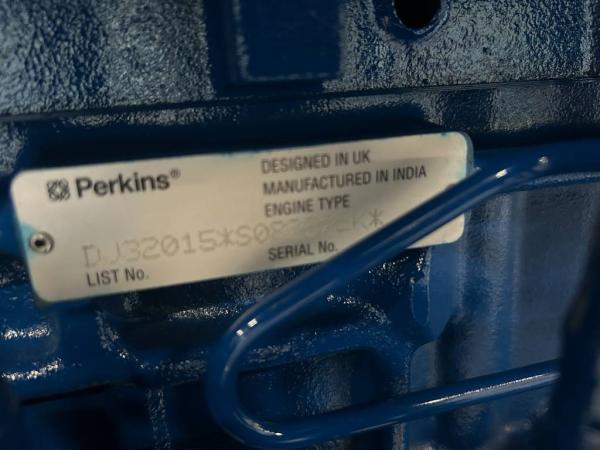 Perkins®
DESIGNED IN UK
MANUFACTURED IN INDIA
ENGINE TYPE
DJ32015*S08
LIST No.
SERIAL No.